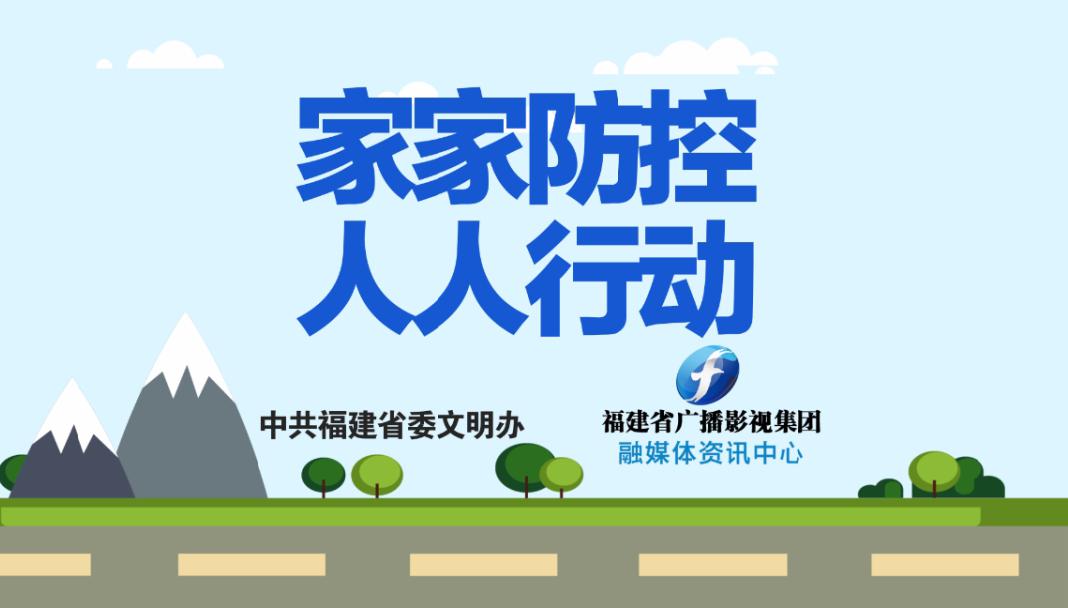 家家防控
人人行动
中共福建省委文明办
福建省广播影视集团
融媒体资讯中心